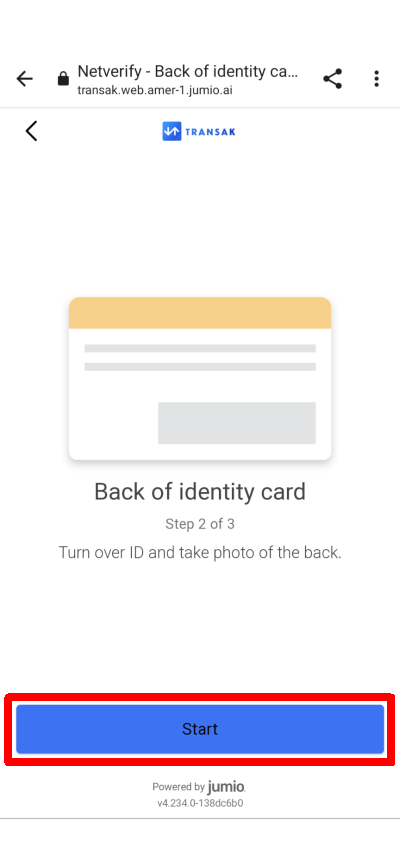 Netverify - Back of identity ca...
transak.web.amer-1.jumio.ai
TRANSAK
Back of identity card
Step 2 of 3
Turn over ID and take photo of the back.
Start
Powered by jumio.
v4.234.0-138dc6b0